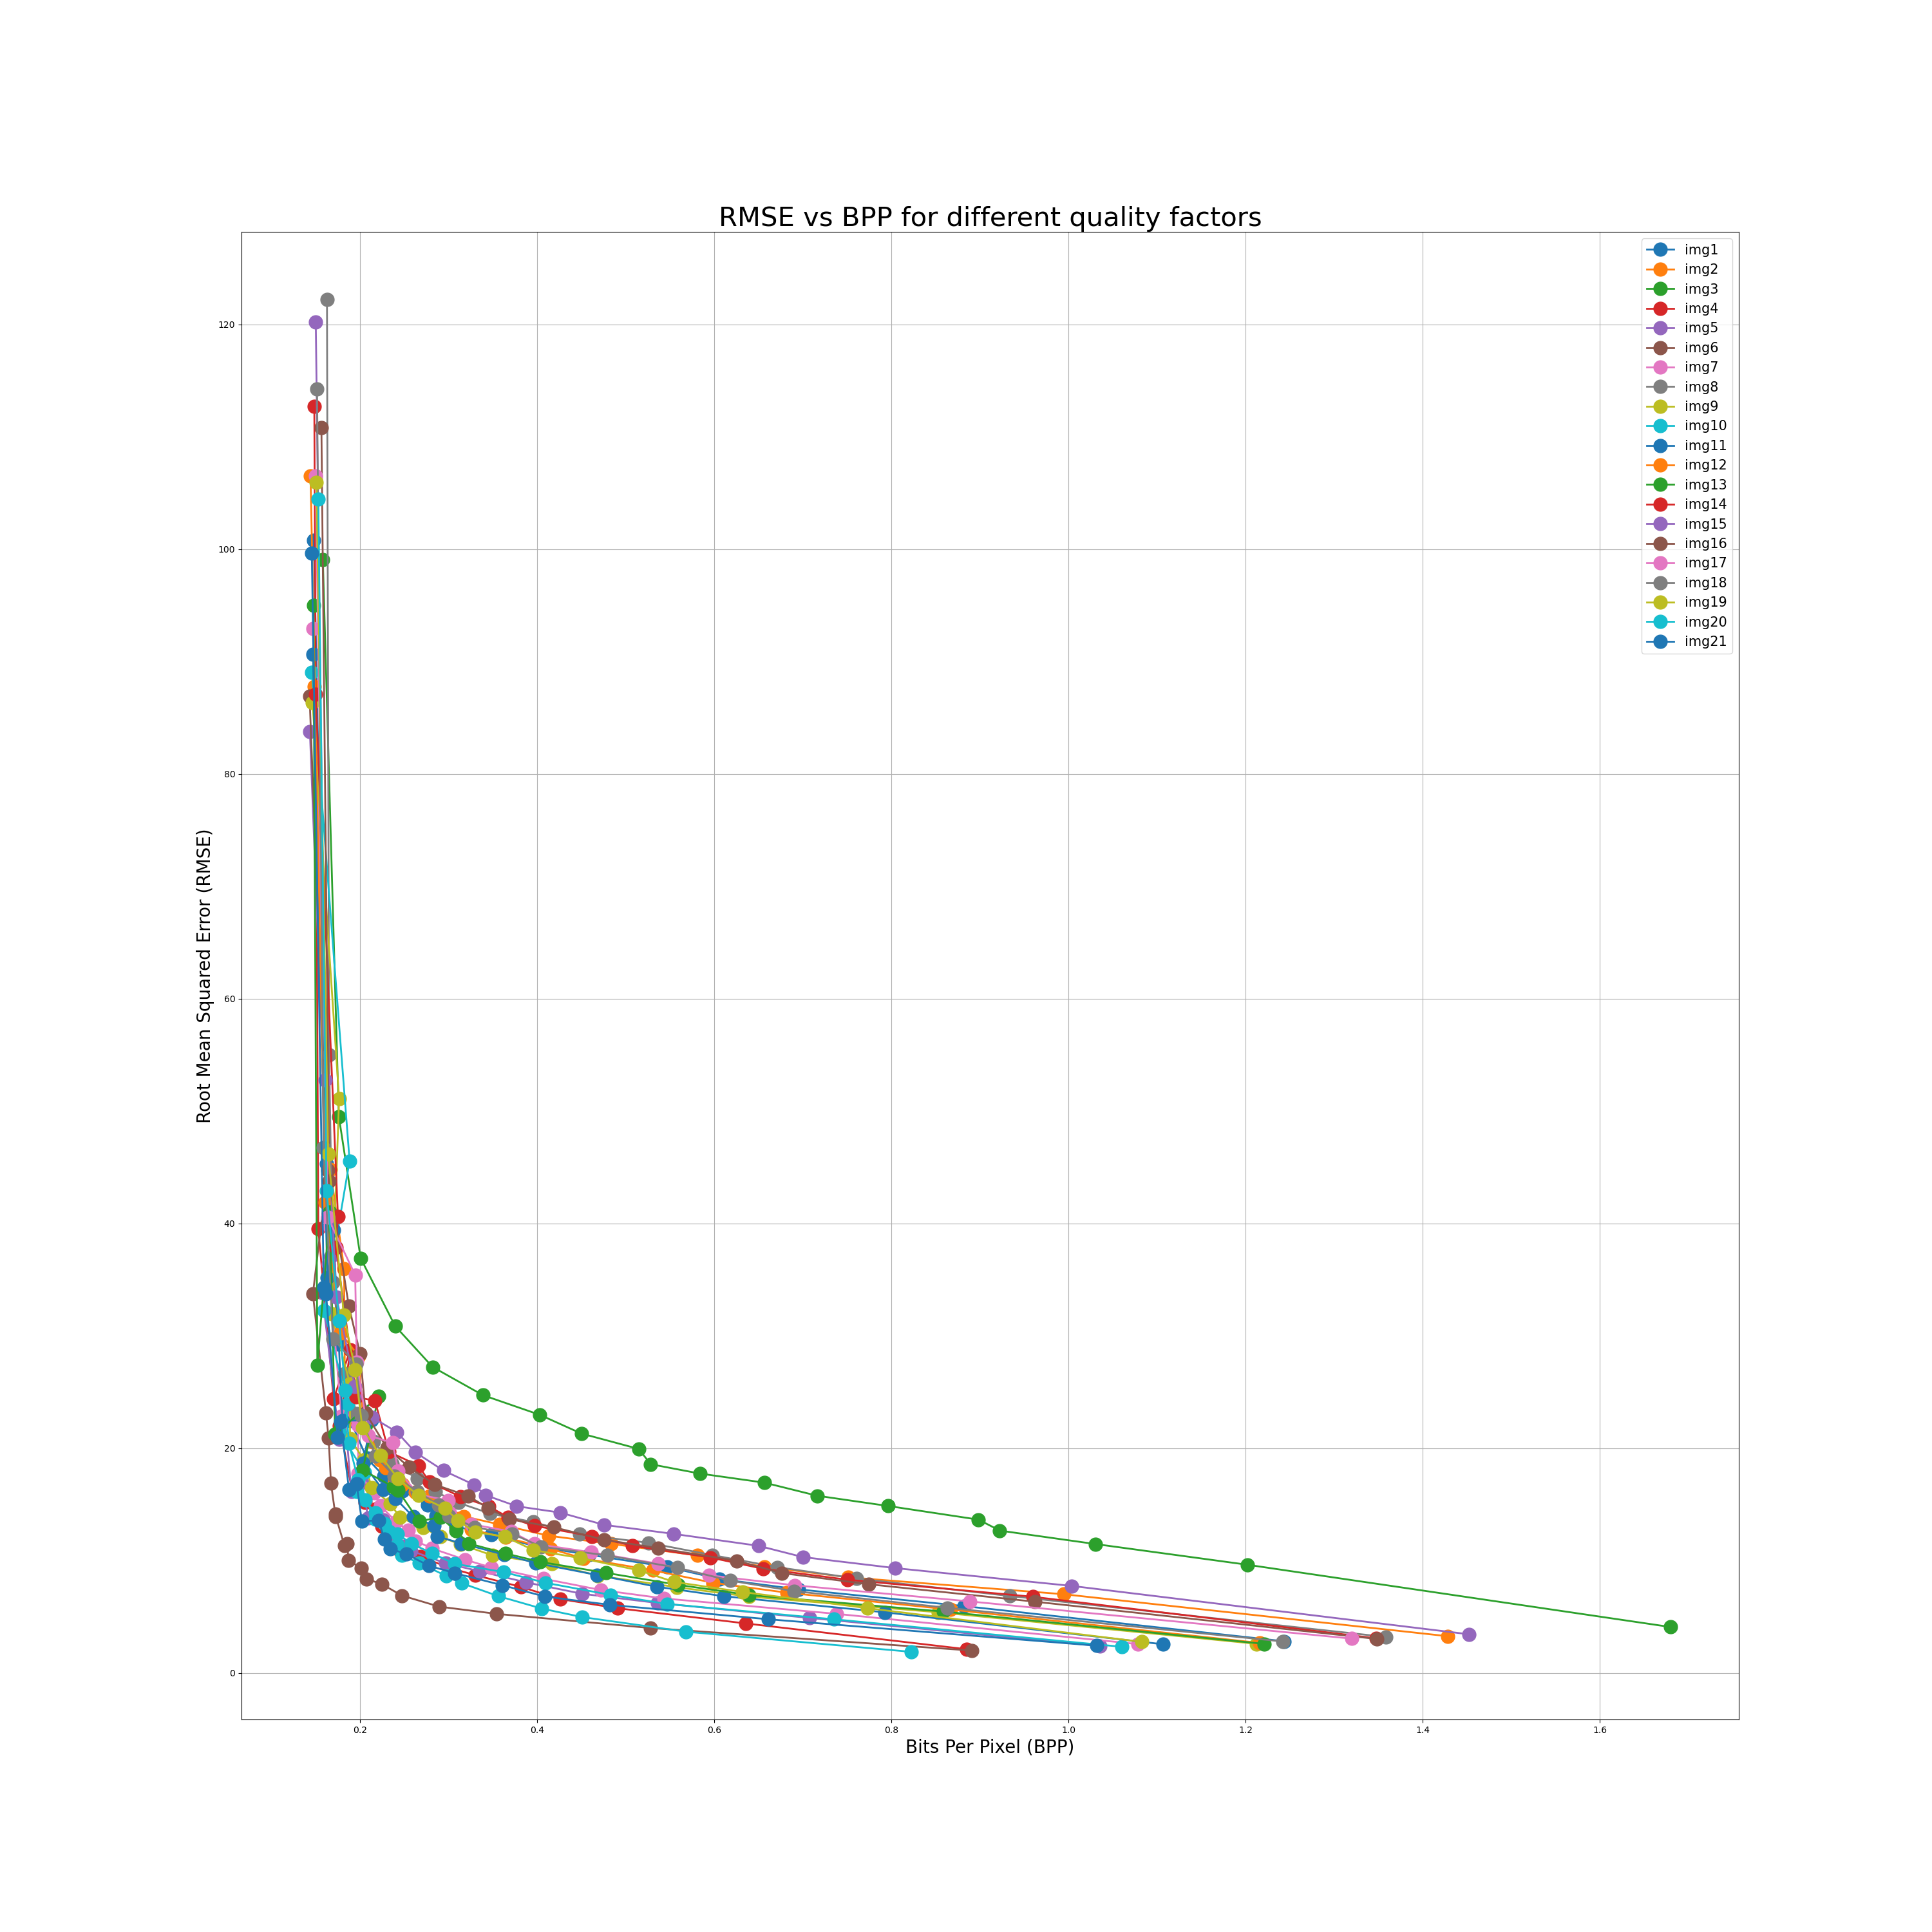 RMSE vs BPP for different quality factors
img1
img2
img3
img4
img5
img6
img7
img8
img9
img10
img11
img12
img13
img14
img15
img16
img17
img18
img19
img20
img21
120
100
80
60
40
20
0
Root Mean Squared Error (RMSE)
0.2 0.4 0.6 0.8 1.0 1.2 1.4 1.6
Bits Per Pixel (BPP)